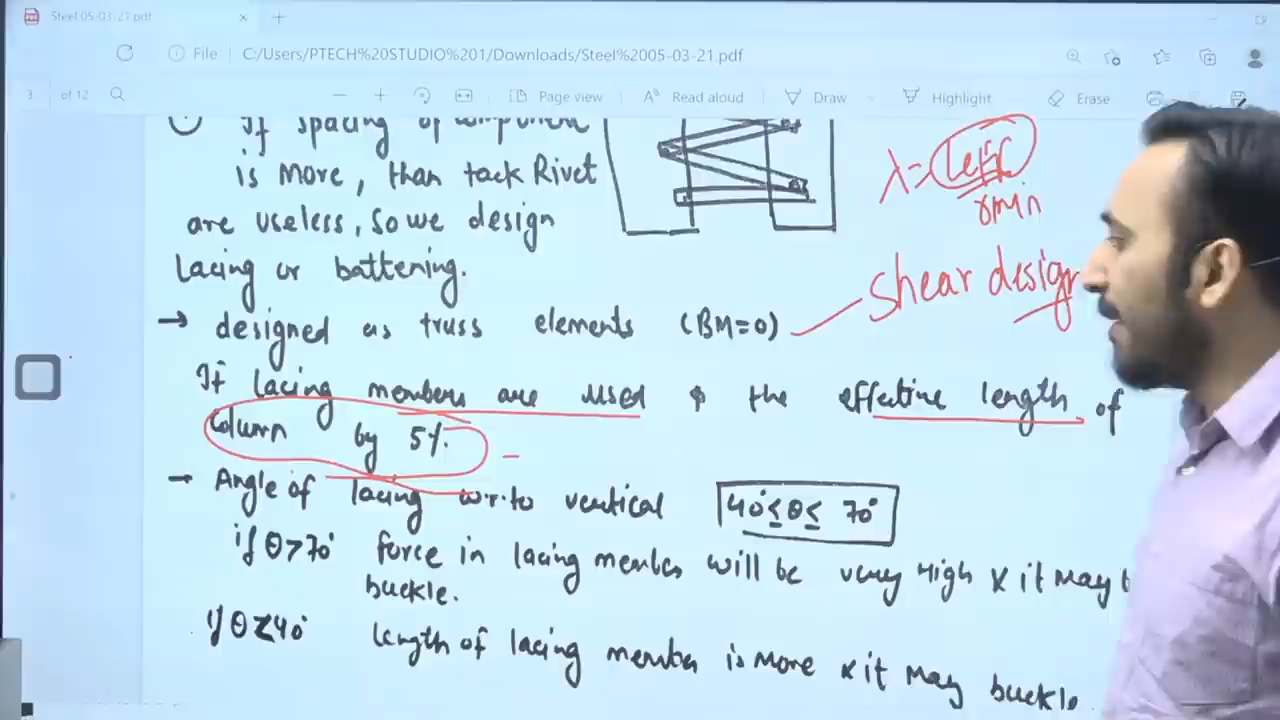 Steel 05-03-21.pdf
File C:/Users/PTECH%20STUDIO%201/Downloads/Steel%2005-03-21.pdf
3 of 12 Page view Read aloud Draw Highlight Erase
If spacing of component
is more, than tack Rivet
are useless, so we design
Lacing or battening.
λ = leff
rmin
→ designed as truss elements (BM=0)
Shear design
If lacing members are used & the effective length of
column by 5%.
→ Angle of lacing w.r.to vertical 40°≤θ≤ 70°
if θ>70° force in lacing member will be very High & it may b
buckle.
if θ<40° length of lacing member is more & it may buckle.